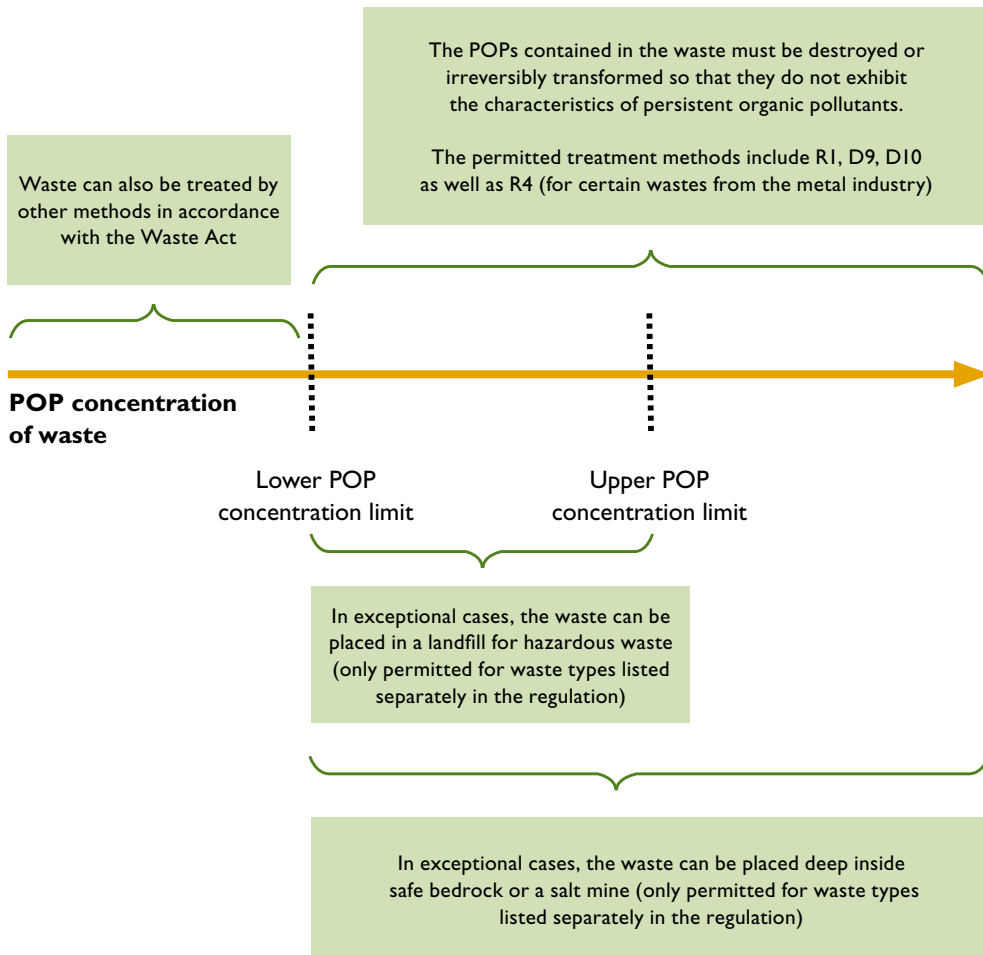 The POPs contained in the waste must be destroyed or
irreversibly transformed so that they do not exhibit
the characteristics of persistent organic pollutants.
The permitted treatment methods include R1, D9, D10
as well as R4 (for certain wastes from the metal industry)
Waste can also be treated by
other methods in accordance
with the Waste Act
POP concentration
of waste
Lower POP
concentration limit
Upper POP
concentration limit
In exceptional cases, the waste can be
placed in a landfill for hazardous waste
(only permitted for waste types listed
separately in the regulation)
In exceptional cases, the waste can be placed deep inside
safe bedrock or a salt mine (only permitted for waste types
listed separately in the regulation)